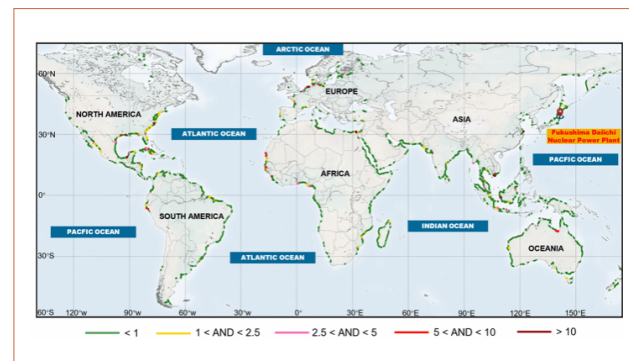 ARCTIC OCEAN
60°N
EUROPE
NORTH AMERICA
ASIA
ATLANTIC OCEAN
30°N
Fukushima Daiichi
Nuclear Power Plant
PACFIC OCEAN
AFRICA
0°
SOUTH AMERICA
INDIAN OCEAN
PACFIC OCEAN
OCEANIA
ATLANTIC OCEAN
30°S
60°S 120°w 90°w 60°w 30°w 0° 30°E 60°E 90°E 120°E 150°E
< 1 1 < AND < 2.5 2.5 < AND < 5 5 < AND < 10 > 10